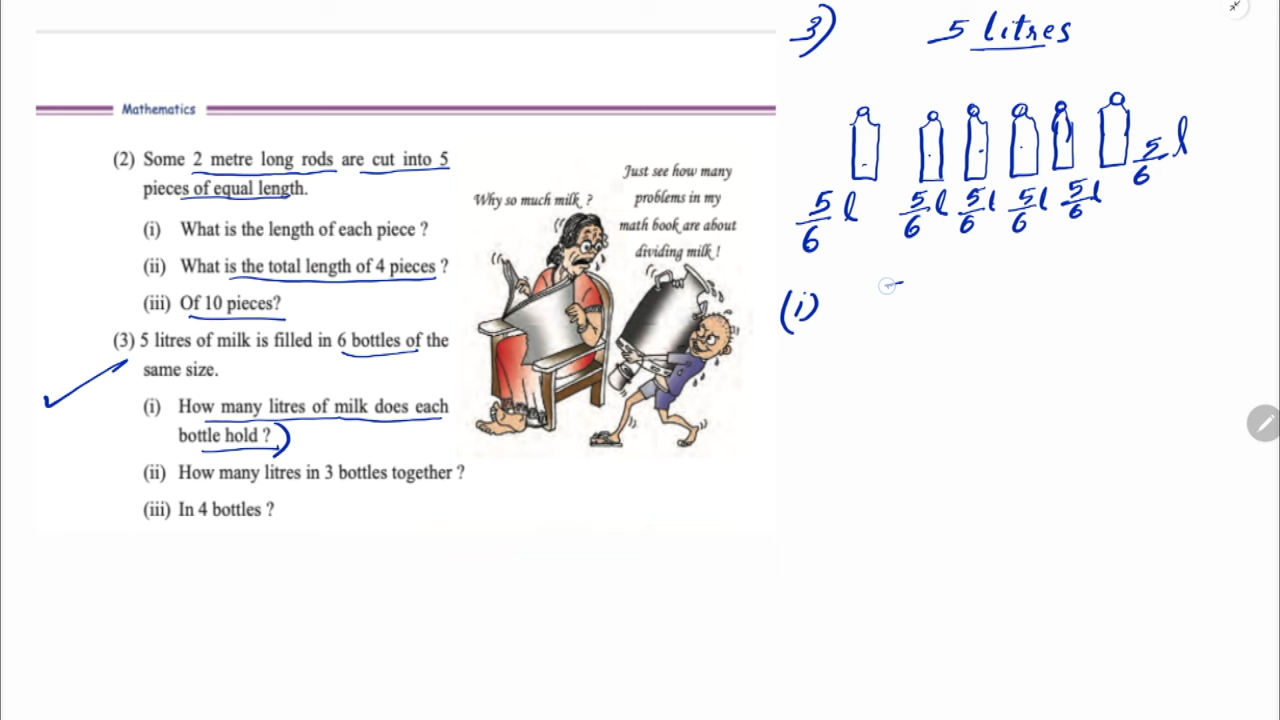 Mathematics
(2) Some 2 metre long rods are cut into 5
pieces of equal length.
(i) What is the length of each piece ?
(ii) What is the total length of 4 pieces ?
(iii) Of 10 pieces?
(3) 5 litres of milk is filled in 6 bottles of the
same size.
(i) How many litres of milk does each
bottle hold ?
(ii) How many litres in 3 bottles together ?
(iii) In 4 bottles ?
Why so much milk ?
Just see how many
problems in my
math book are about
dividing milk !
3) 5 litres
5/6 l 5/6 l 5/6 l 5/6 l 5/6 l 5/6 l
(i)